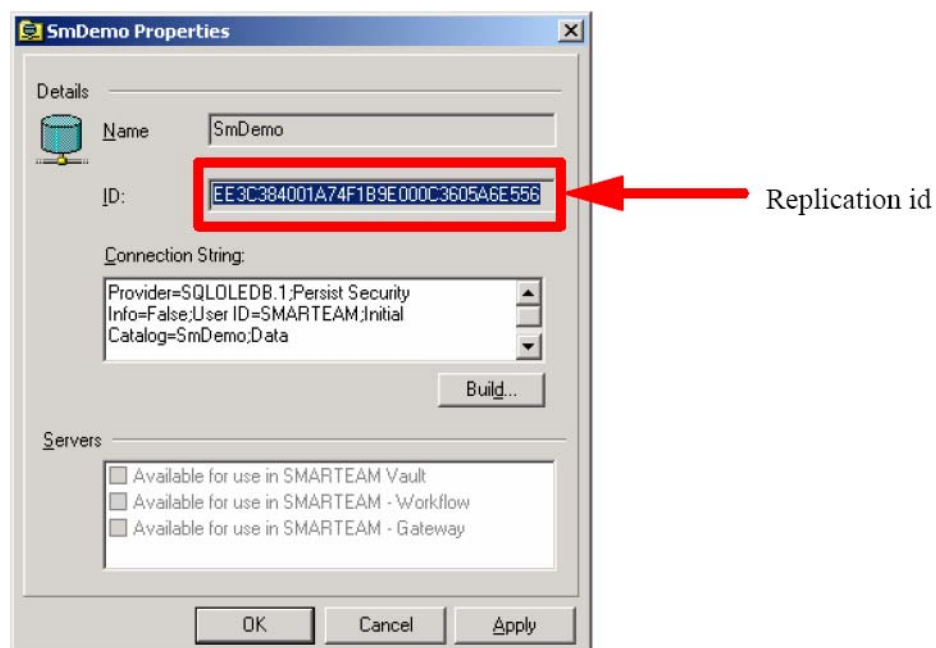 SmDemo Properties
Details
Name SmDemo
ID: EE3C384001A74F1B9E000C3605A6E556
Replication id
Connection String:
Provider=SQLOLEDB.1;Persist Security
Info=False;User ID=SMARTEAM;Initial
Catalog=SmDemo;Data
Build...
Servers
Available for use in SMARTEAM Vault
Available for use in SMARTEAM - Workflow
Available for use in SMARTEAM - Gateway
OK Cancel Apply